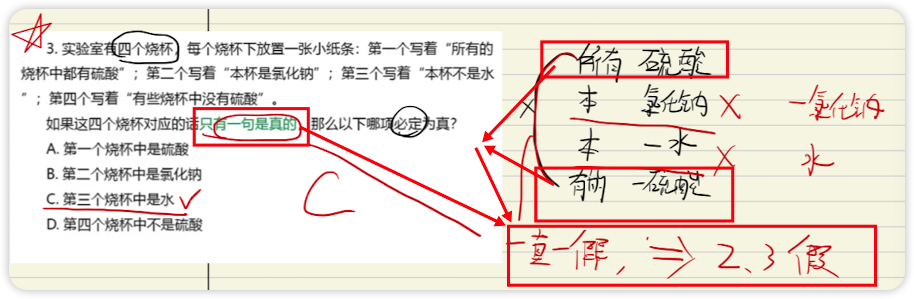 3. 实验室有四个烧杯，每个烧杯下放置一张小纸条：第一个写着“所有的
烧杯中都有硫酸”；第二个写着“本杯是氯化钠”；第三个写着“本杯不是水
”；第四个写着“有些烧杯中没有硫酸”。
如果这四个烧杯对应的话只有一句是真的，那么以下哪项必定为真？
A. 第一个烧杯中是硫酸
B. 第二个烧杯中是氯化钠
C. 第三个烧杯中是水
D. 第四个烧杯中不是硫酸
C
所有 硫酸
本 氯化钠 X 一氯化钠
本 一水 X 水
有的 一硫酸
X
一真一假, => 2、3假